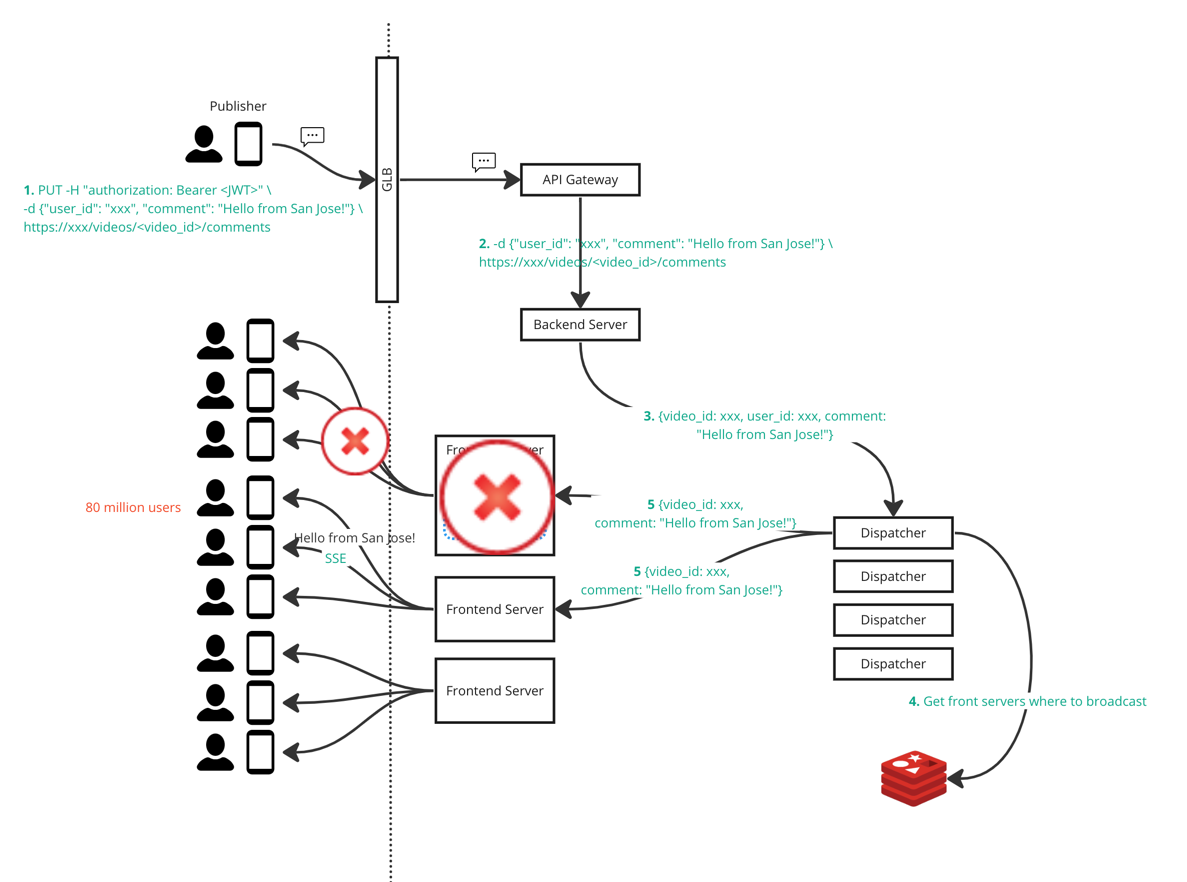 Publisher
1. PUT -H "authorization: Bearer <JWT>" \
-d {"user_id": "xxx", "comment": "Hello from San Jose!"} \
https://xxx/videos/<video_id>/comments
GLB
API Gateway
2. -d {"user_id": "xxx", "comment": "Hello from San Jose!"} \
https://xxx/videos/<video_id>/comments
Backend Server
3. {video_id: xxx, user_id: xxx, comment:
"Hello from San Jose!"}
80 million users
Hello from San Jose!
SSE
5 {video_id: xxx,
comment: "Hello from San Jose!"}
5 {video_id: xxx,
comment: "Hello from San Jose!"}
Frontend Server
Frontend Server
Dispatcher
Dispatcher
Dispatcher
Dispatcher
4. Get front servers where to broadcast